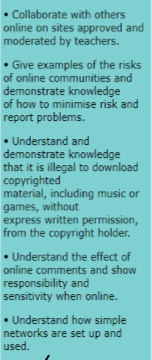 • Collaborate with others
online on sites approved and
moderated by teachers.
• Give examples of the risks
of online communities and
demonstrate knowledge
of how to minimise risk and
report problems.
• Understand and
demonstrate knowledge
that it is illegal to download
copyrighted
material, including music or
games, without
express written permission,
from the copyright holder.
• Understand the effect of
online comments and show
responsibility and
sensitivity when online.
• Understand how simple
networks are set up and
used.